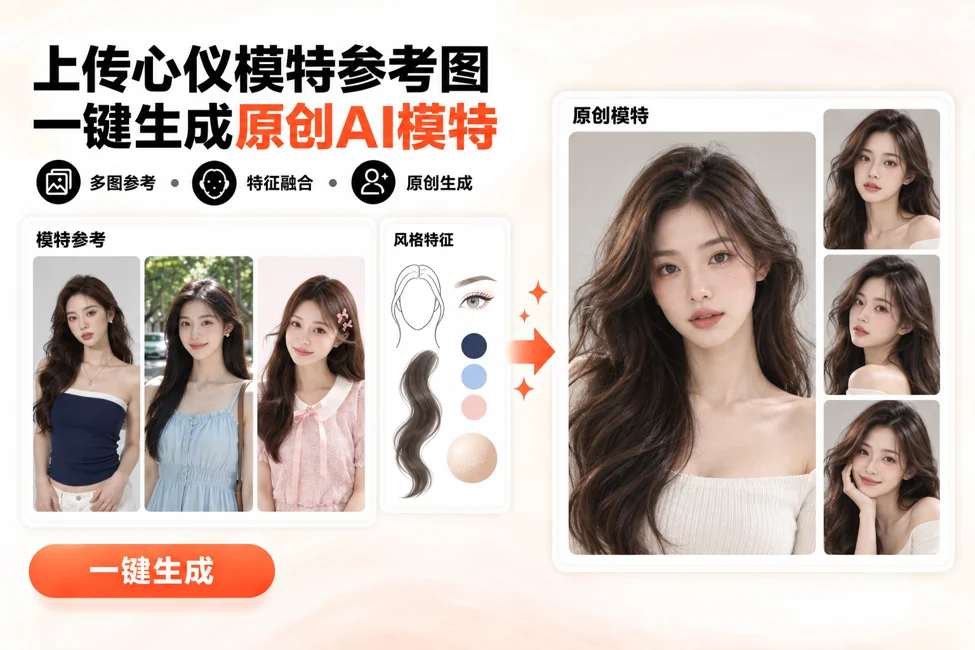 上传心仪模特参考图
一键生成原创AI模特
多图参考 • 特征融合 • 原创生成
模特参考
风格特征
原创模特
一键生成